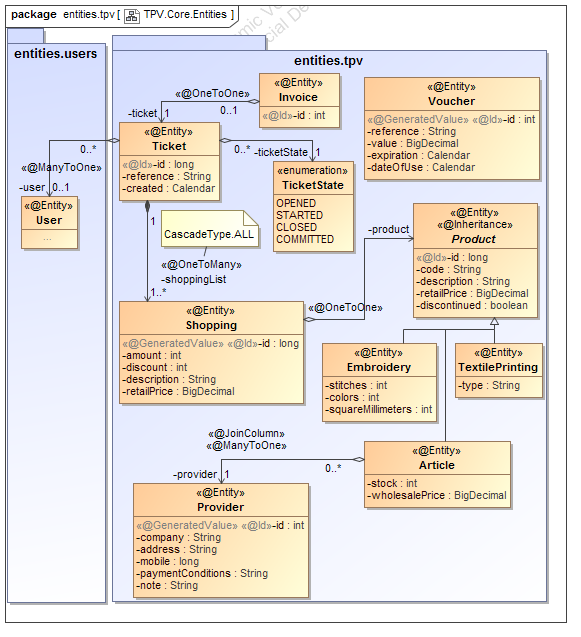 package entities.tpv [ TPV.Core.Entities ]
entities.users
entities.tpv
«@Entity»
Invoice
«@Id» -id : int
«@OneToOne»
-ticket
1
0..1
«@Entity»
Voucher
«@GeneratedValue» «@Id» -id : int
-reference : String
-value : BigDecimal
-expiration : Calendar
-dateOfUse : Calendar
«@Entity»
Ticket
«@Id» -id : long
-reference : String
-created : Calendar
0..*
«@ManyToOne»
-user
0..1
«@Entity»
User
...
0..*
-ticketState
1
«enumeration»
TicketState
OPENED
STARTED
CLOSED
COMMITTED
1
CascadeType.ALL
«@OneToMany»
-shoppingList
1..*
«@Entity»
Shopping
«@GeneratedValue» «@Id» -id : long
-amount : int
-discount : int
-description : String
-retailPrice : BigDecimal
-product
«@OneToOne»
«@Entity»
«@Inheritance»
Product
«@Id» -id : long
-code : String
-description : String
-retailPrice : BigDecimal
-discontinued : boolean
«@Entity»
Embroidery
-stitches : int
-colors : int
-squareMillimeters : int
«@Entity»
TextilePrinting
-type : String
«@JoinColumn»
«@ManyToOne»
0..*
-provider
1
«@Entity»
Article
-stock : int
-wholesalePrice : BigDecimal
«@Entity»
Provider
«@GeneratedValue» «@Id» -id : int
-company : String
-address : String
-mobile : long
-paymentConditions : String
-note : String